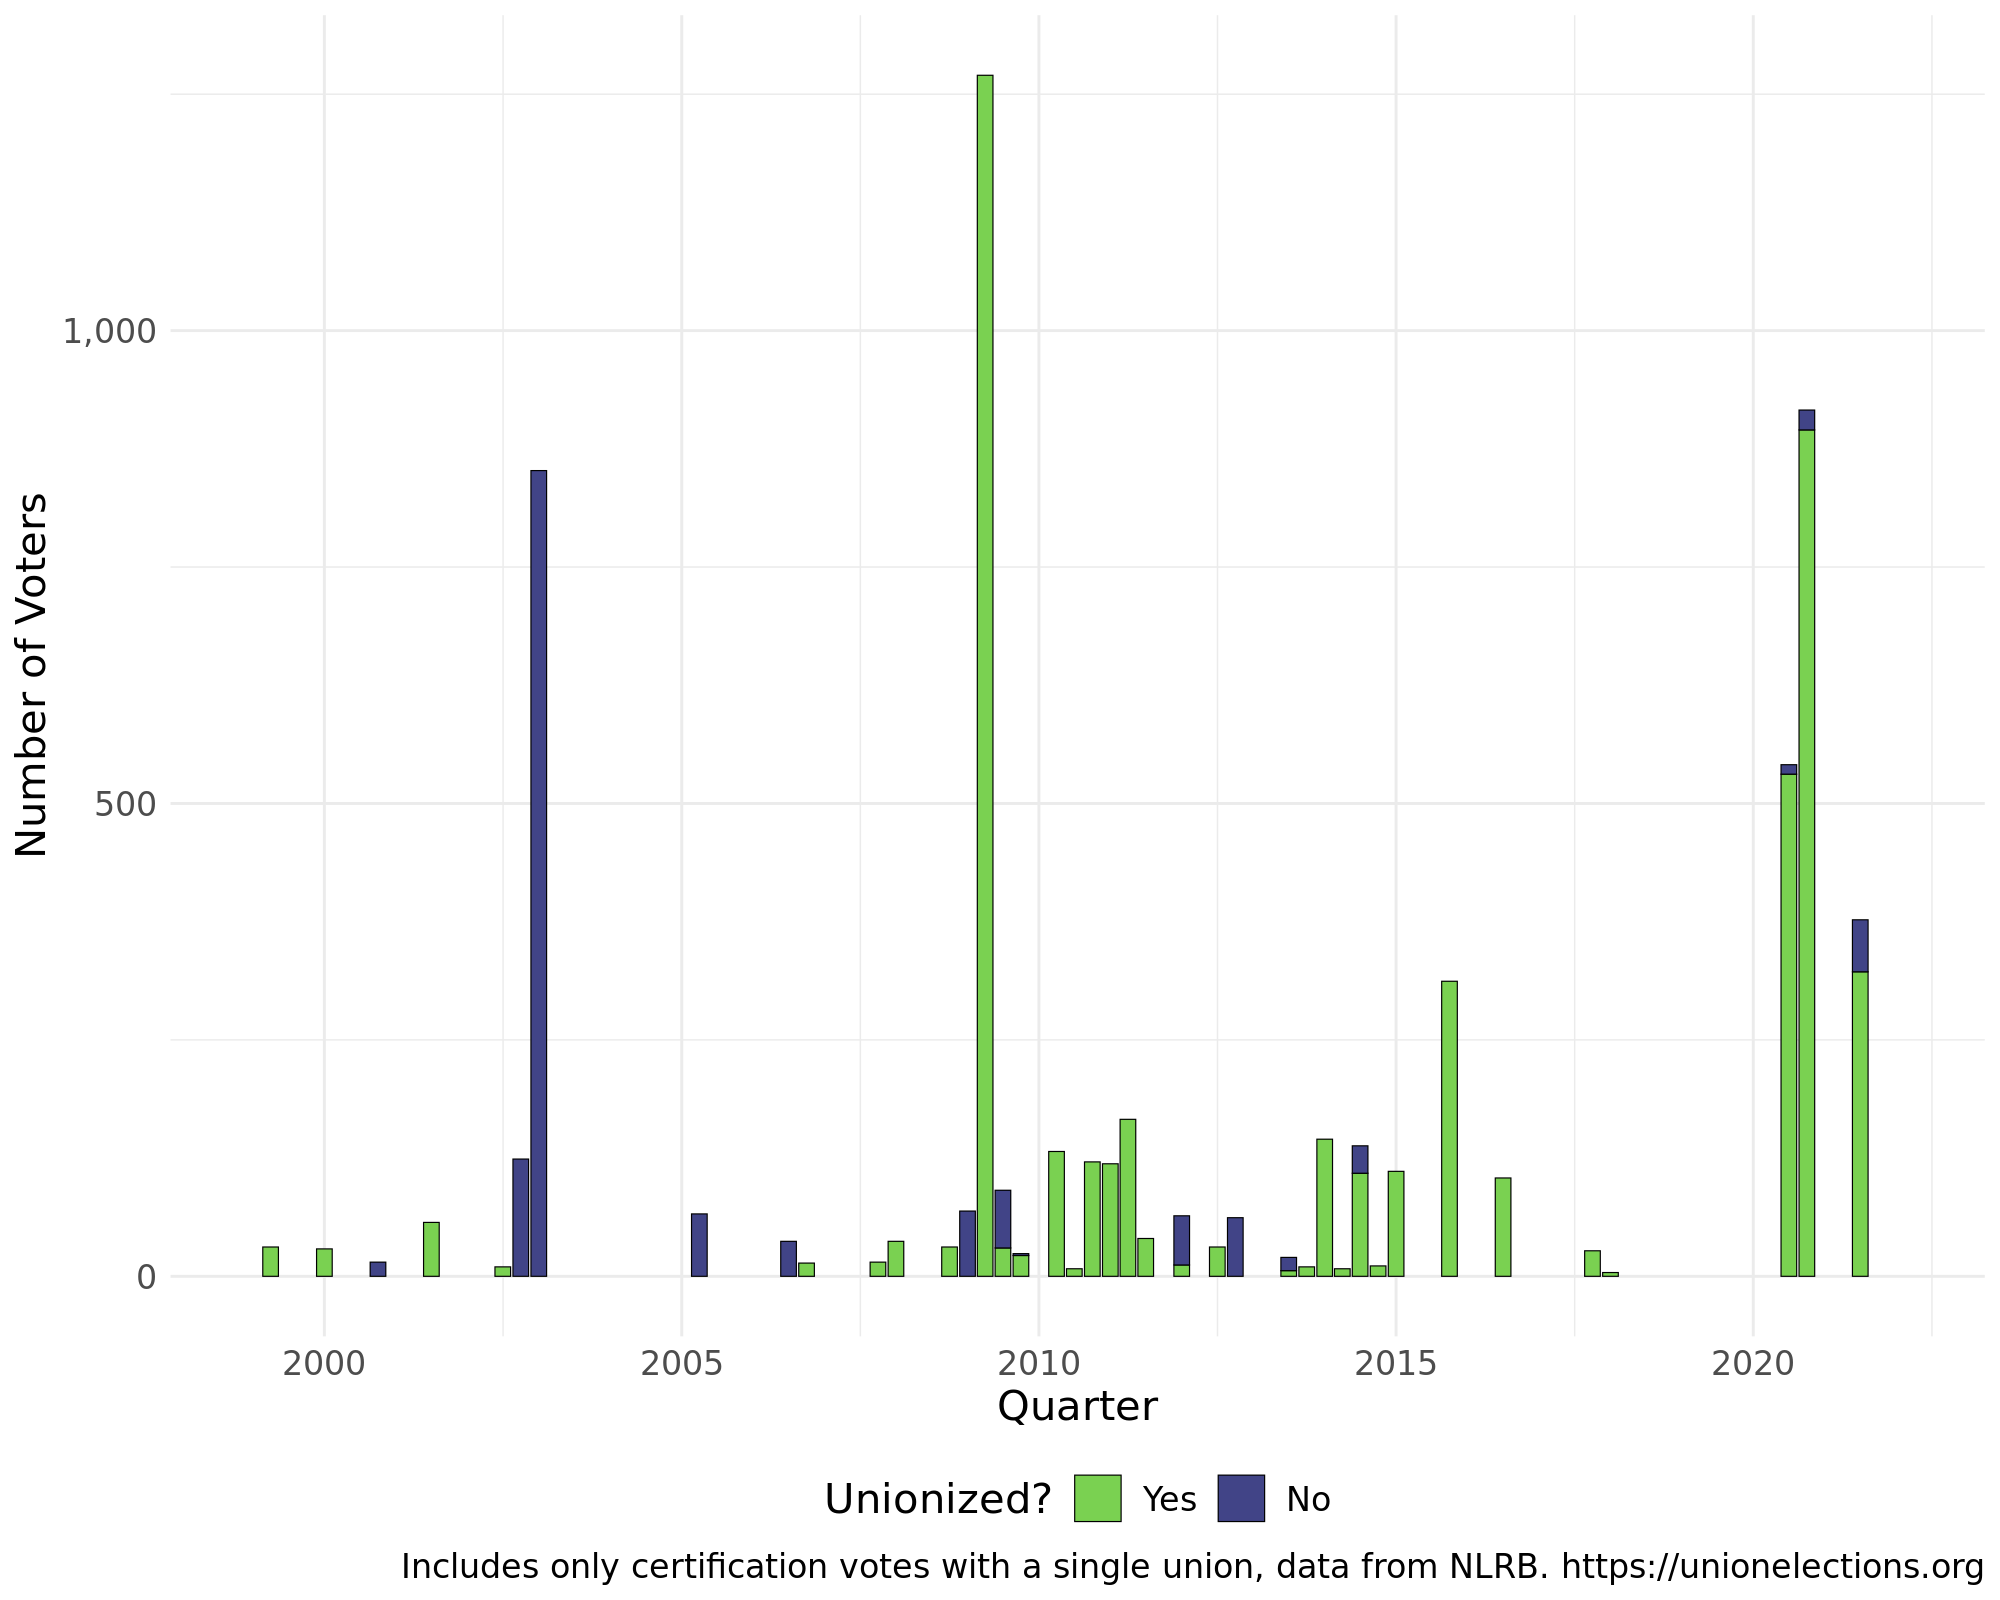 Number of Voters
1,000
500
0
2000 2005 2010 2015 2020
Quarter
Unionized? Yes No
Includes only certification votes with a single union, data from NLRB. https://unionelections.org